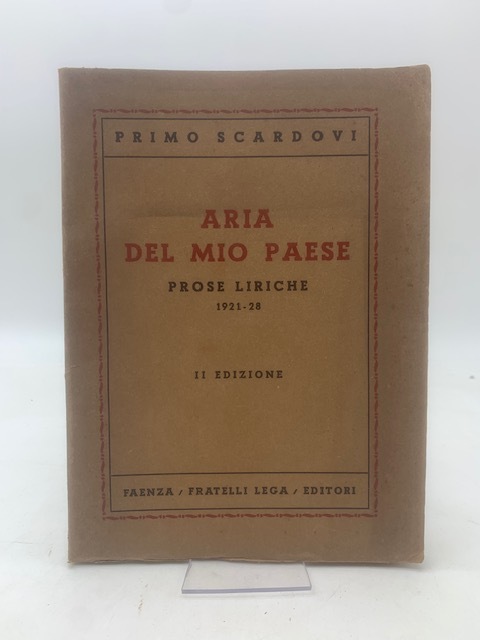 PRIMO SCARDOVI
ARIA
DEL MIO PAESE
PROSE LIRICHE
1921-28
II EDIZIONE
FAENZA / FRATELLI LEGA / EDITORI